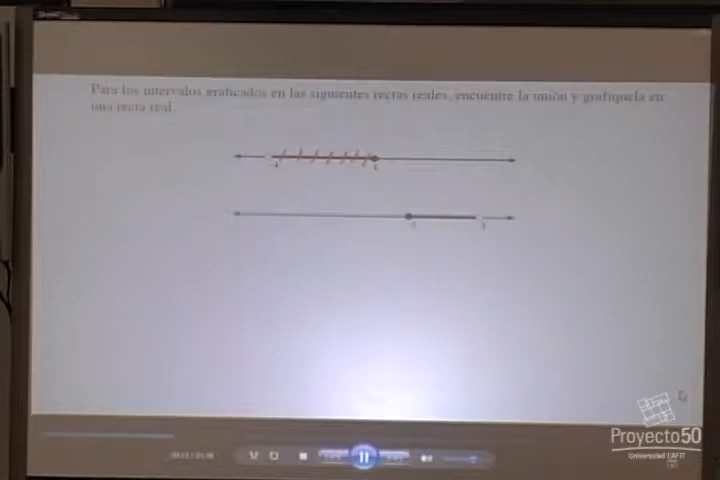 Para los intervalos graficados en las siguientes rectas reales, encuentre la unión y grafíquela en
una recta real.
Proyecto50
Universidad EAFIT